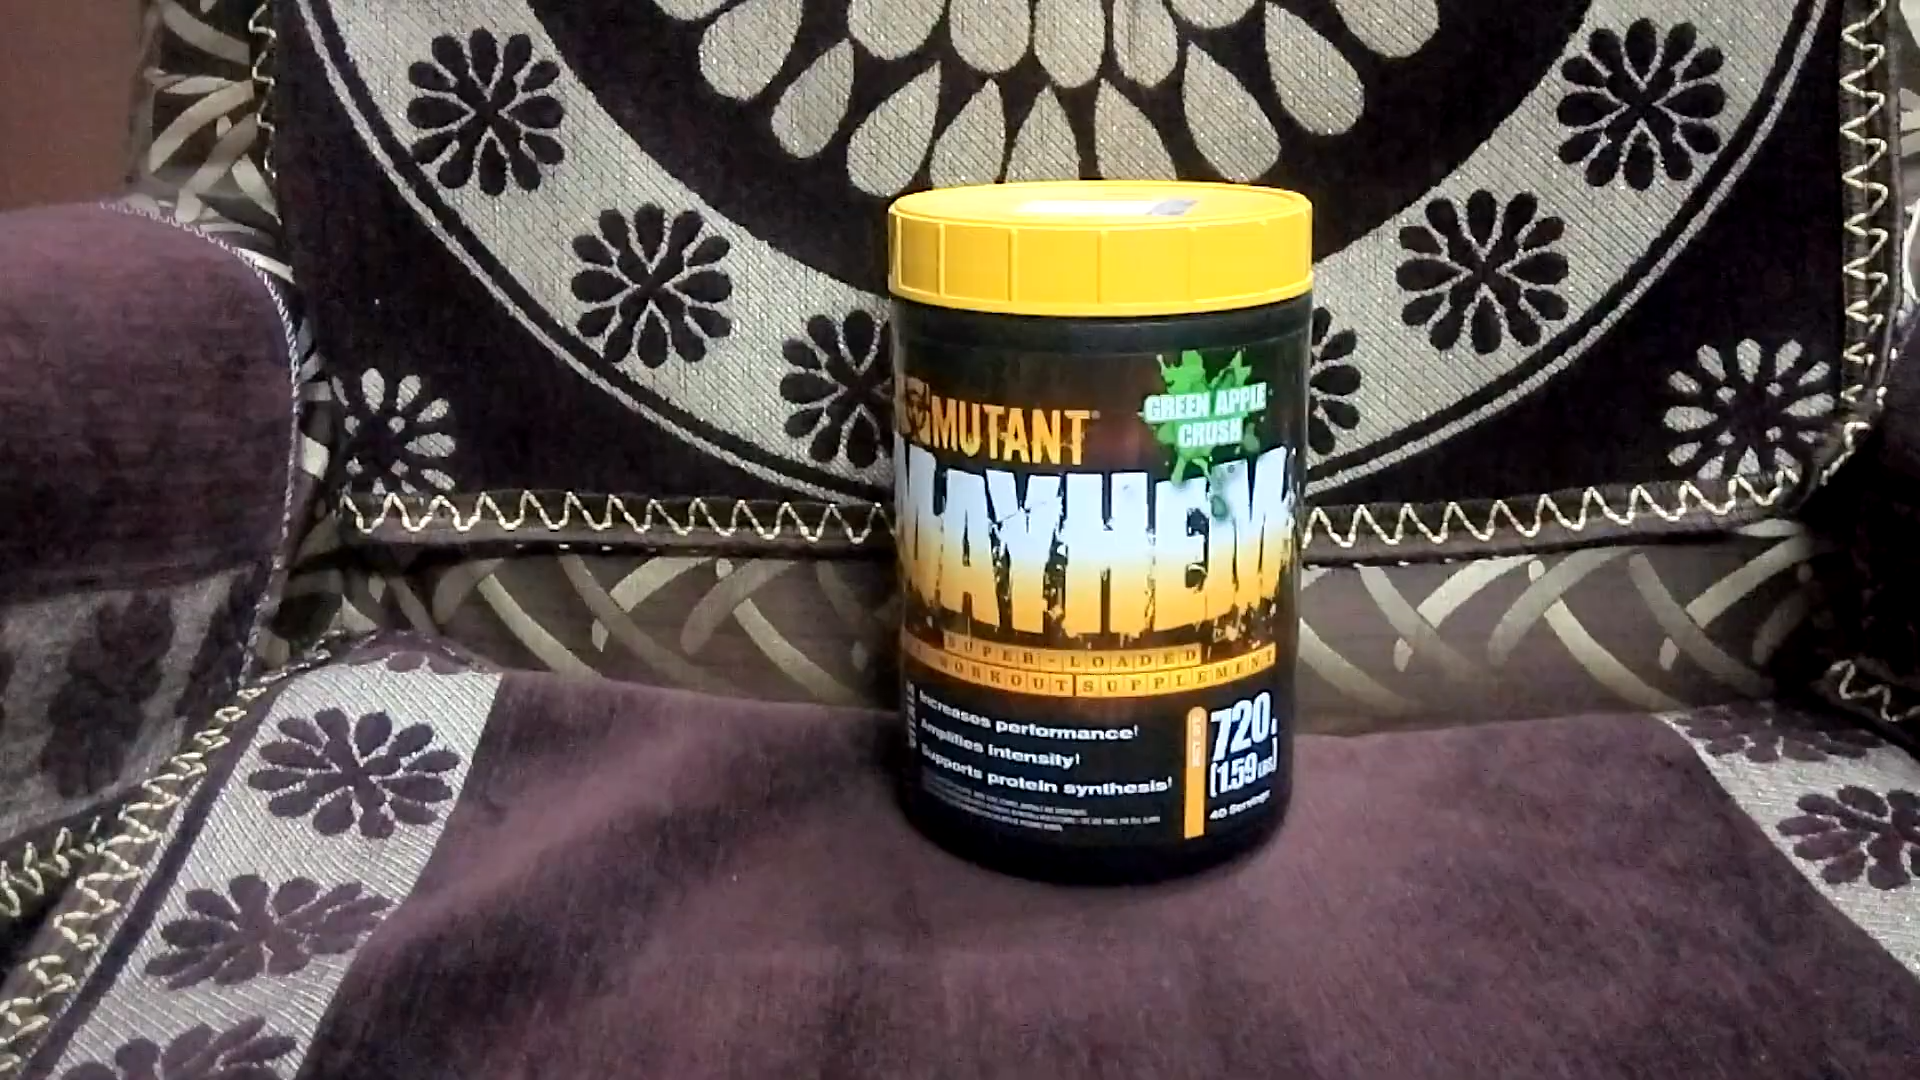 MUTANT
GREEN APPLE
CRUSH
MAYHEM
SUPER-LOADED
WORKOUT SUPPLEMENT
Increases performance!
Amplifies intensity!
Supports protein synthesis!
720g
(1.59 LBS)
40 Servings